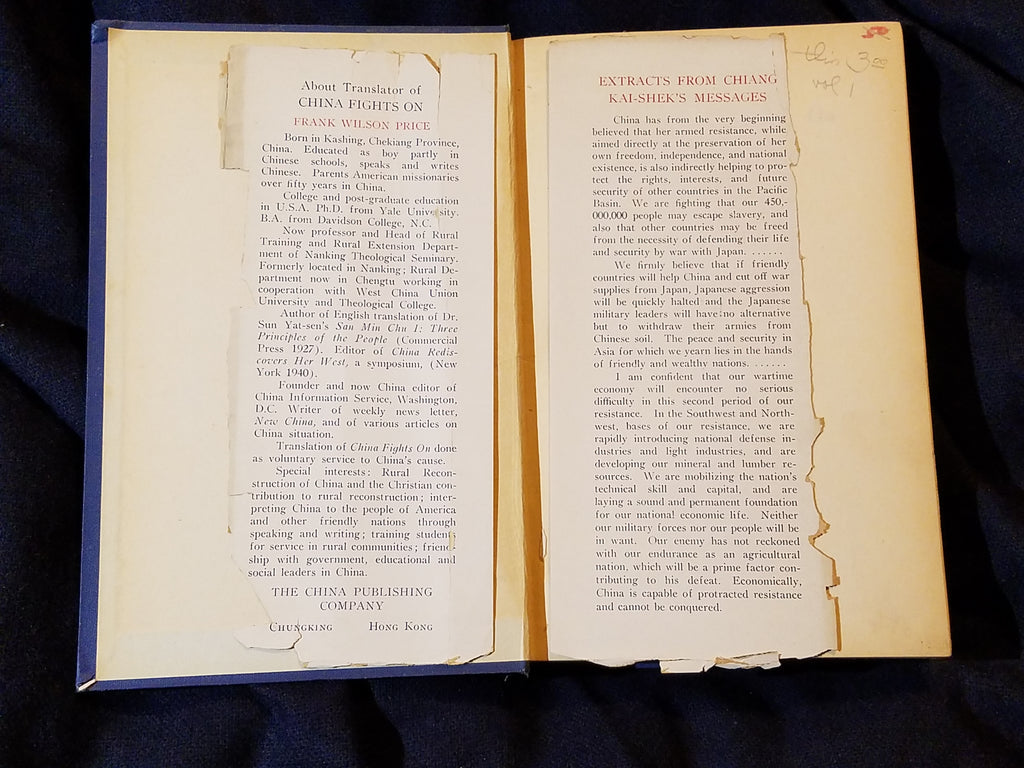 About Translator of
CHINA FIGHTS ON
FRANK WILSON PRICE
Born in Kashing, Chekiang Province,
China. Educated as boy partly in
Chinese schools, speaks and writes
Chinese. Parents American missionaries
over fifty years in China.
College and post-graduate education
in U.S.A. Ph.D. from Yale University.
B.A. from Davidson College, N.C.
Now professor and Head of Rural
Training and Rural Extension Depart-
ment of Nanking Theological Seminary.
Formerly located in Nanking; Rural De-
partment now in Chengtu working in
cooperation with West China Union
University and Theological College.
Author of English translation of Dr.
Sun Yat-sen's San Min Chu I: Three
Principles of the People (Commercial
Press 1927). Editor of China Redis-
covers Her West, a symposium, (New
York 1940).
Founder and now China editor of
China Information Service, Washington,
D.C. Writer of weekly news letter,
New China, and of various articles on
China situation.
Translation of China Fights On done
as voluntary service to China's cause.
Special interests: Rural Recon-
struction of China and the Christian con-
tribution to rural reconstruction; inter-
preting China to the people of America
and other friendly nations through
speaking and writing; training students
for service in rural communities; friend-
ship with government, educational and
social leaders in China.
THE CHINA PUBLISHING
COMPANY
CHUNGKING HONG KONG
EXTRACTS FROM CHIANG
KAI-SHEK'S MESSAGES
China has from the very beginning
believed that her armed resistance, while
aimed directly at the preservation of her
own freedom, independence, and national
existence, is also indirectly helping to pro-
tect the rights, interests, and future
security of other countries in the Pacific
Basin. We are fighting that our 450,-
000,000 people may escape slavery, and
also that other countries may be freed
from the necessity of defending their life
and security by war with Japan. ......
We firmly believe that if friendly
countries will help China and cut off war
supplies from Japan, Japanese aggression
will be quickly halted and the Japanese
military leaders will have no alternative
but to withdraw their armies from
Chinese soil. The peace and security in
Asia for which we yearn lies in the hands
of friendly and wealthy nations. ......
I am confident that our wartime
economy will encounter no serious
difficulty in this second period of our
resistance. In the Southwest and North-
west, bases of our resistance, we are
rapidly introducing national defense in-
dustries and light industries, and are
developing our mineral and lumber re-
sources. We are mobilizing the nation's
technical skill and capital, and are
laying a sound and permanent foundation
for our national economic life. Neither
our military forces nor our people will be
in want. Our enemy has not reckoned
with our endurance as an agricultural
nation, which will be a prime factor con-
tributing to his defeat. Economically,
China is capable of protracted resistance
and cannot be conquered.
this 3.00
vol 1